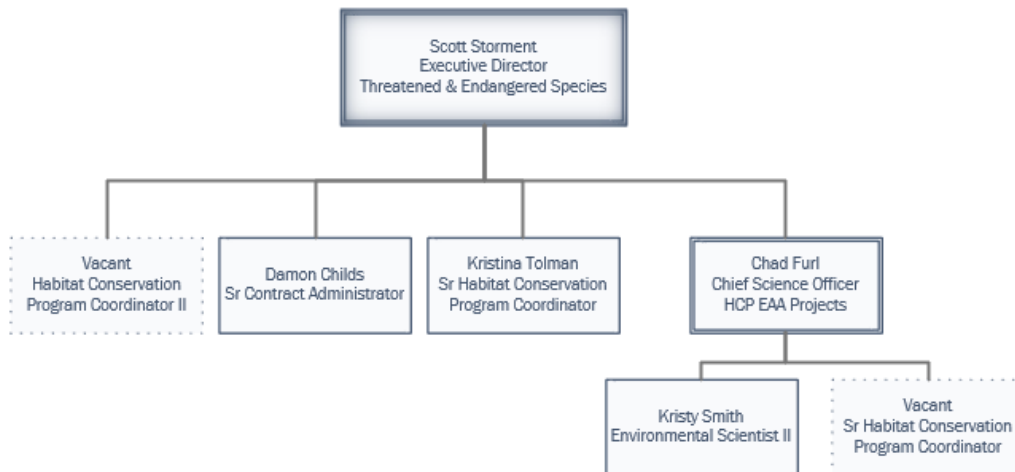 Scott Storment
Executive Director
Threatened & Endangered Species
Vacant
Habitat Conservation
Program Coordinator II
Damon Childs
Sr Contract Administrator
Kristina Tolman
Sr Habitat Conservation
Program Coordinator
Chad Furl
Chief Science Officer
HCP EAA Projects
Kristy Smith
Environmental Scientist II
Vacant
Sr Habitat Conservation
Program Coordinator